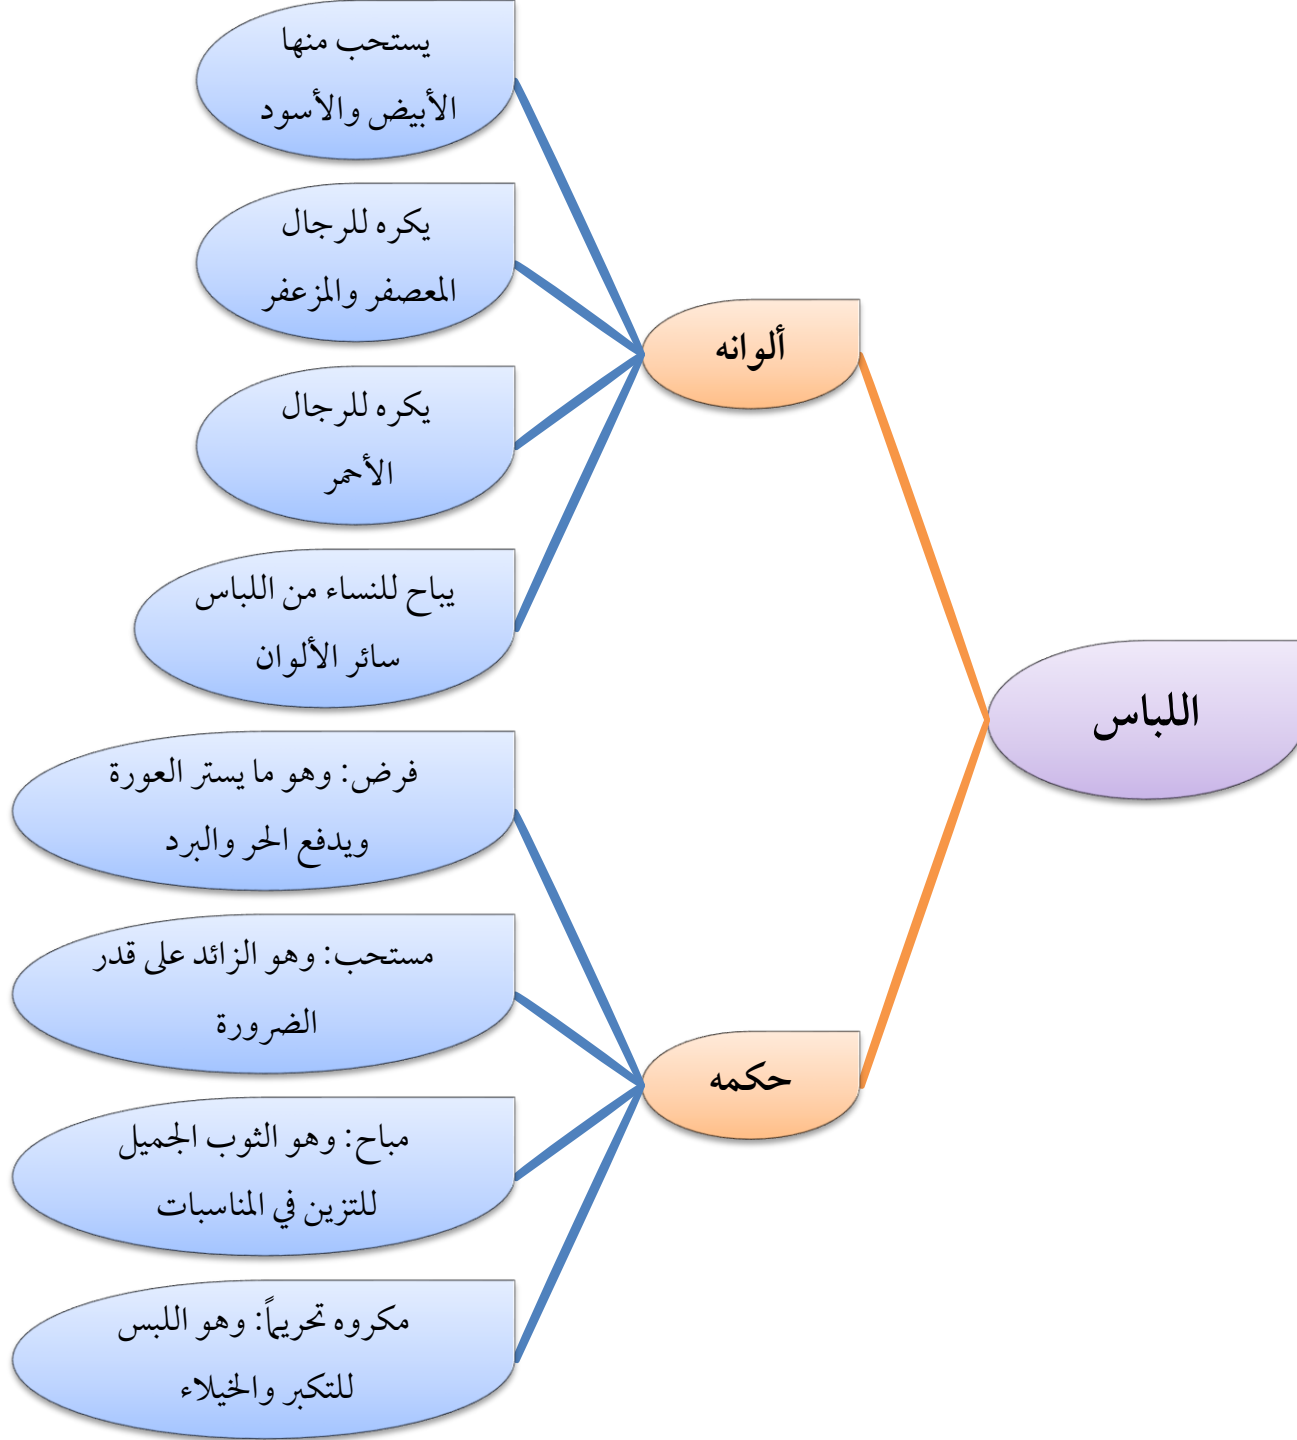 اللباس
ألوانه
يستحب منها
الأبيض والأسود
يكره للرجال
المعصفر والمزعفر
يكره للرجال
الأحمر
يباح للنساء من اللباس
سائر الألوان
حكمه
فرض: وهو ما يستر العورة
ويدفع الحر والبرد
مستحب: وهو الزائد على قدر
الضرورة
مباح: وهو الثوب الجميل
للتزين في المناسبات
مكروه تحريماً: وهو اللبس
للتكبر والخيلاء